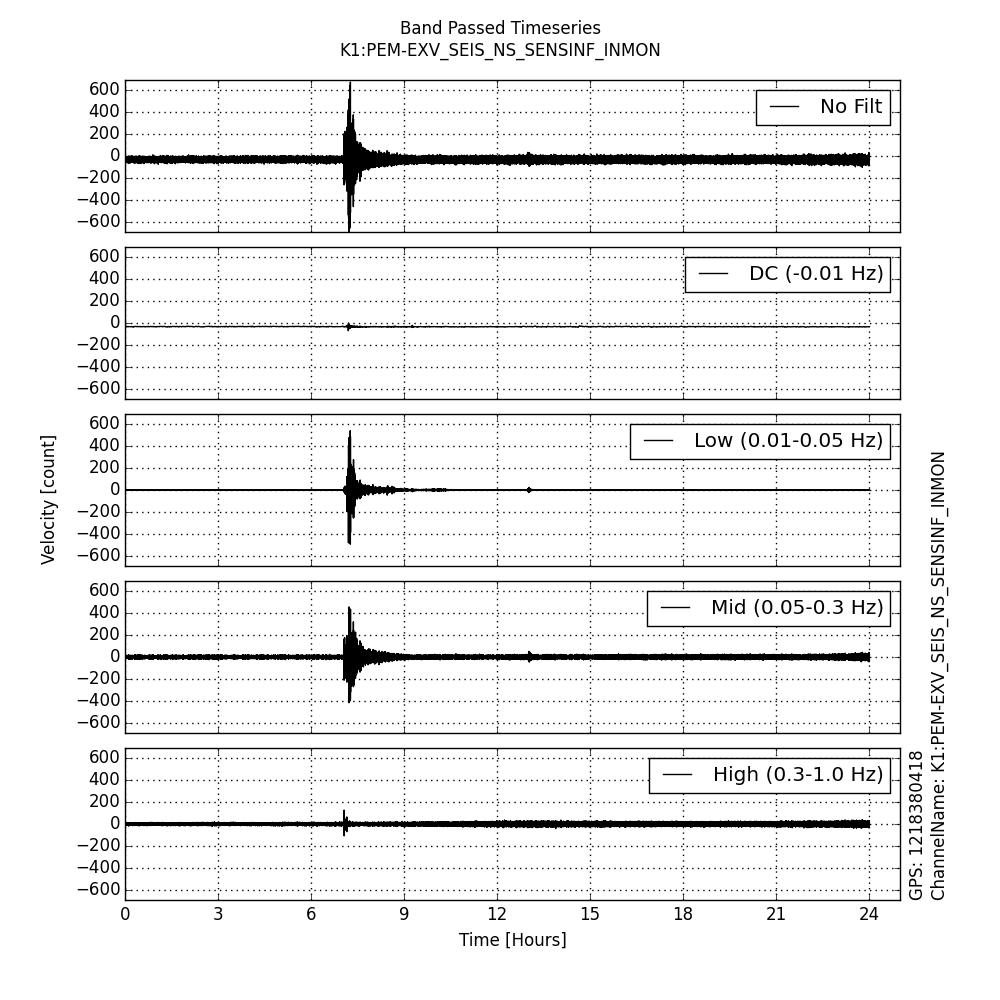 Band Passed Timeseries
K1:PEM-EXV_SEIS_NS_SENSINF_INMON
600
400
200
0
−200
−400
−600
No Filt
600
400
200
0
−200
−400
−600
DC (-0.01 Hz)
600
400
200
0
−200
−400
−600
Low (0.01-0.05 Hz)
600
400
200
0
−200
−400
−600
Mid (0.05-0.3 Hz)
600
400
200
0
−200
−400
−600
High (0.3-1.0 Hz)
0 3 6 9 12 15 18 21 24
Time [Hours]
Velocity [count]
GPS: 1218380418
ChannelName: K1:PEM-EXV_SEIS_NS_SENSINF_INMON